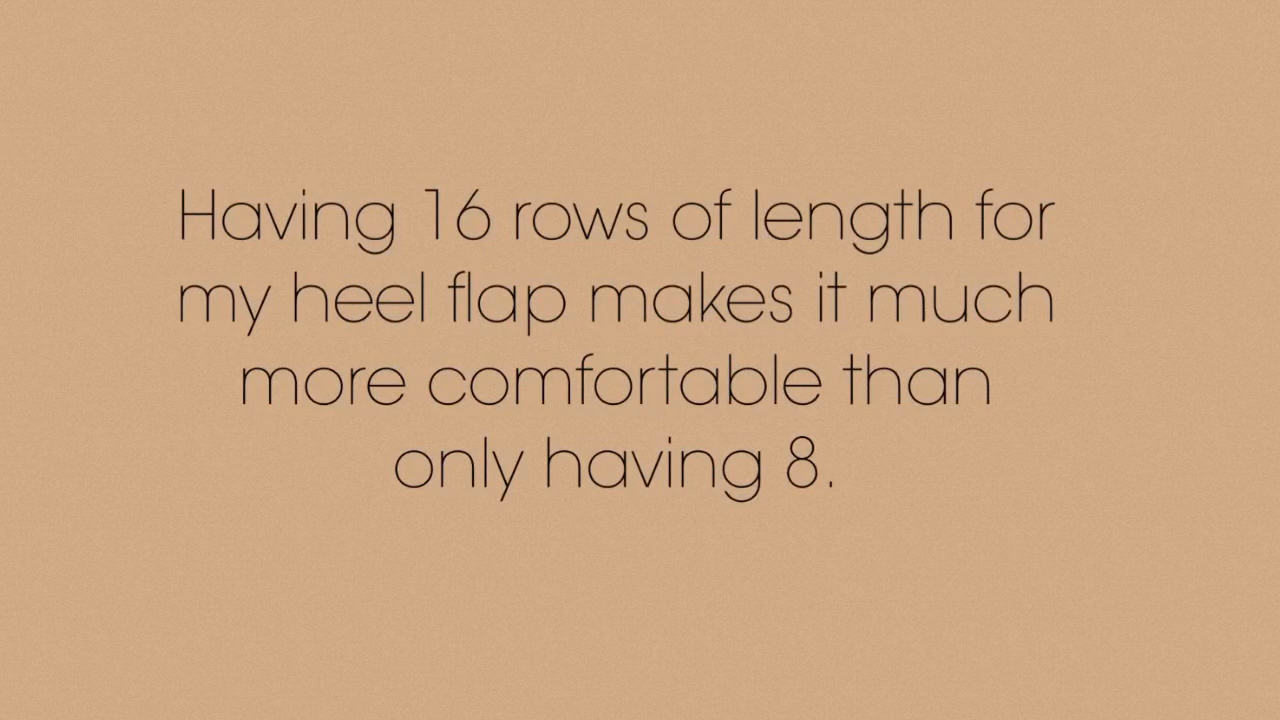 Having 16 rows of length for
my heel flap makes it much
more comfortable than
only having 8.